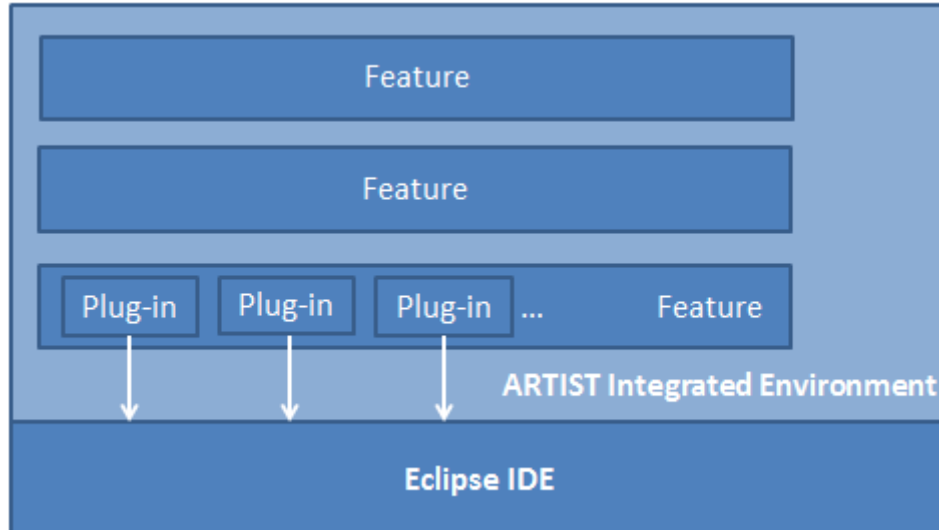 Feature
Feature
Plug-in Plug-in Plug-in ... Feature
ARTIST Integrated Environment
Eclipse IDE